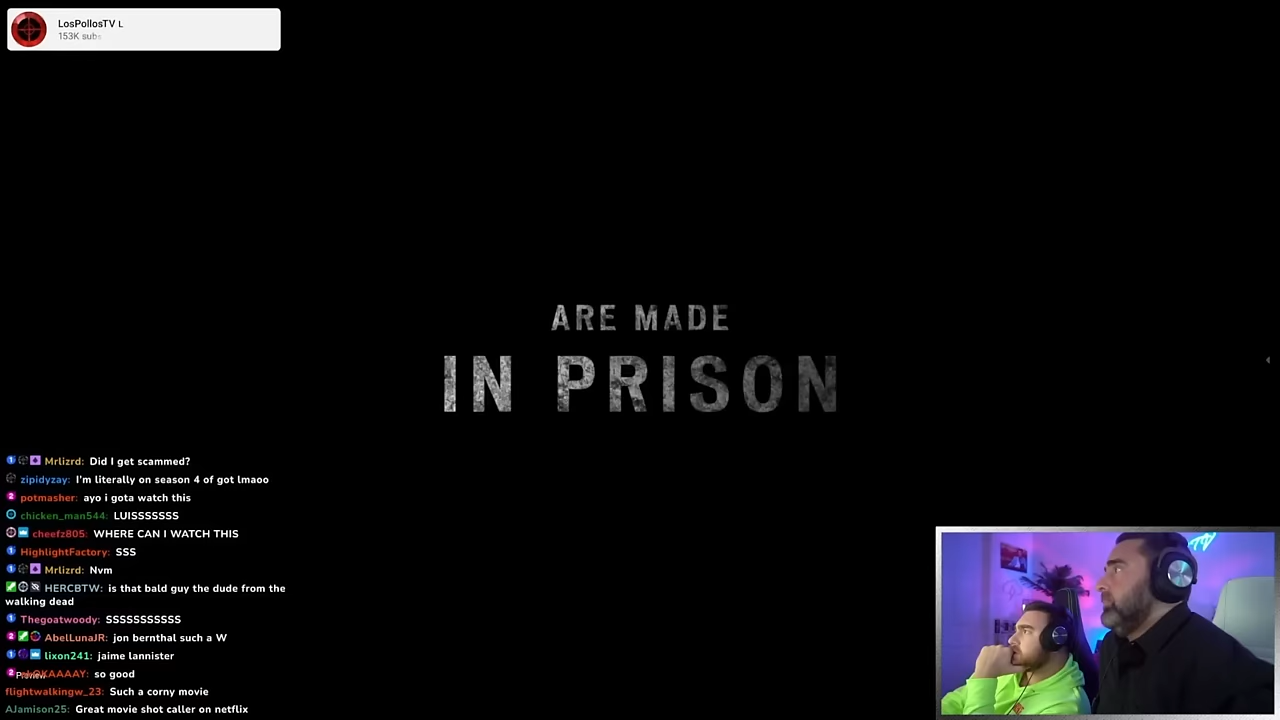 LosPollosTV L
153K subs
ARE MADE
IN PRISON
Mrlizrd: Did I get scammed?
zipidyzay: I'm literally on season 4 of got lmaoo
potmasher: ayo i gota watch this
chicken_man544: LUISSSSSSS
cheefz805: WHERE CAN I WATCH THIS
HighlightFactory: SSS
Mrlizrd: Nvm
HERCBTW: is that bald guy the dude from the
walking dead
Thegoatwoody: SSSSSSSSSSS
AbelLunaJR: jon bernthal such a W
lixon241: jaime lannister
so good
Preview
flightwalkingw_23: Such a corny movie
AJamison25: Great movie shot caller on netflix